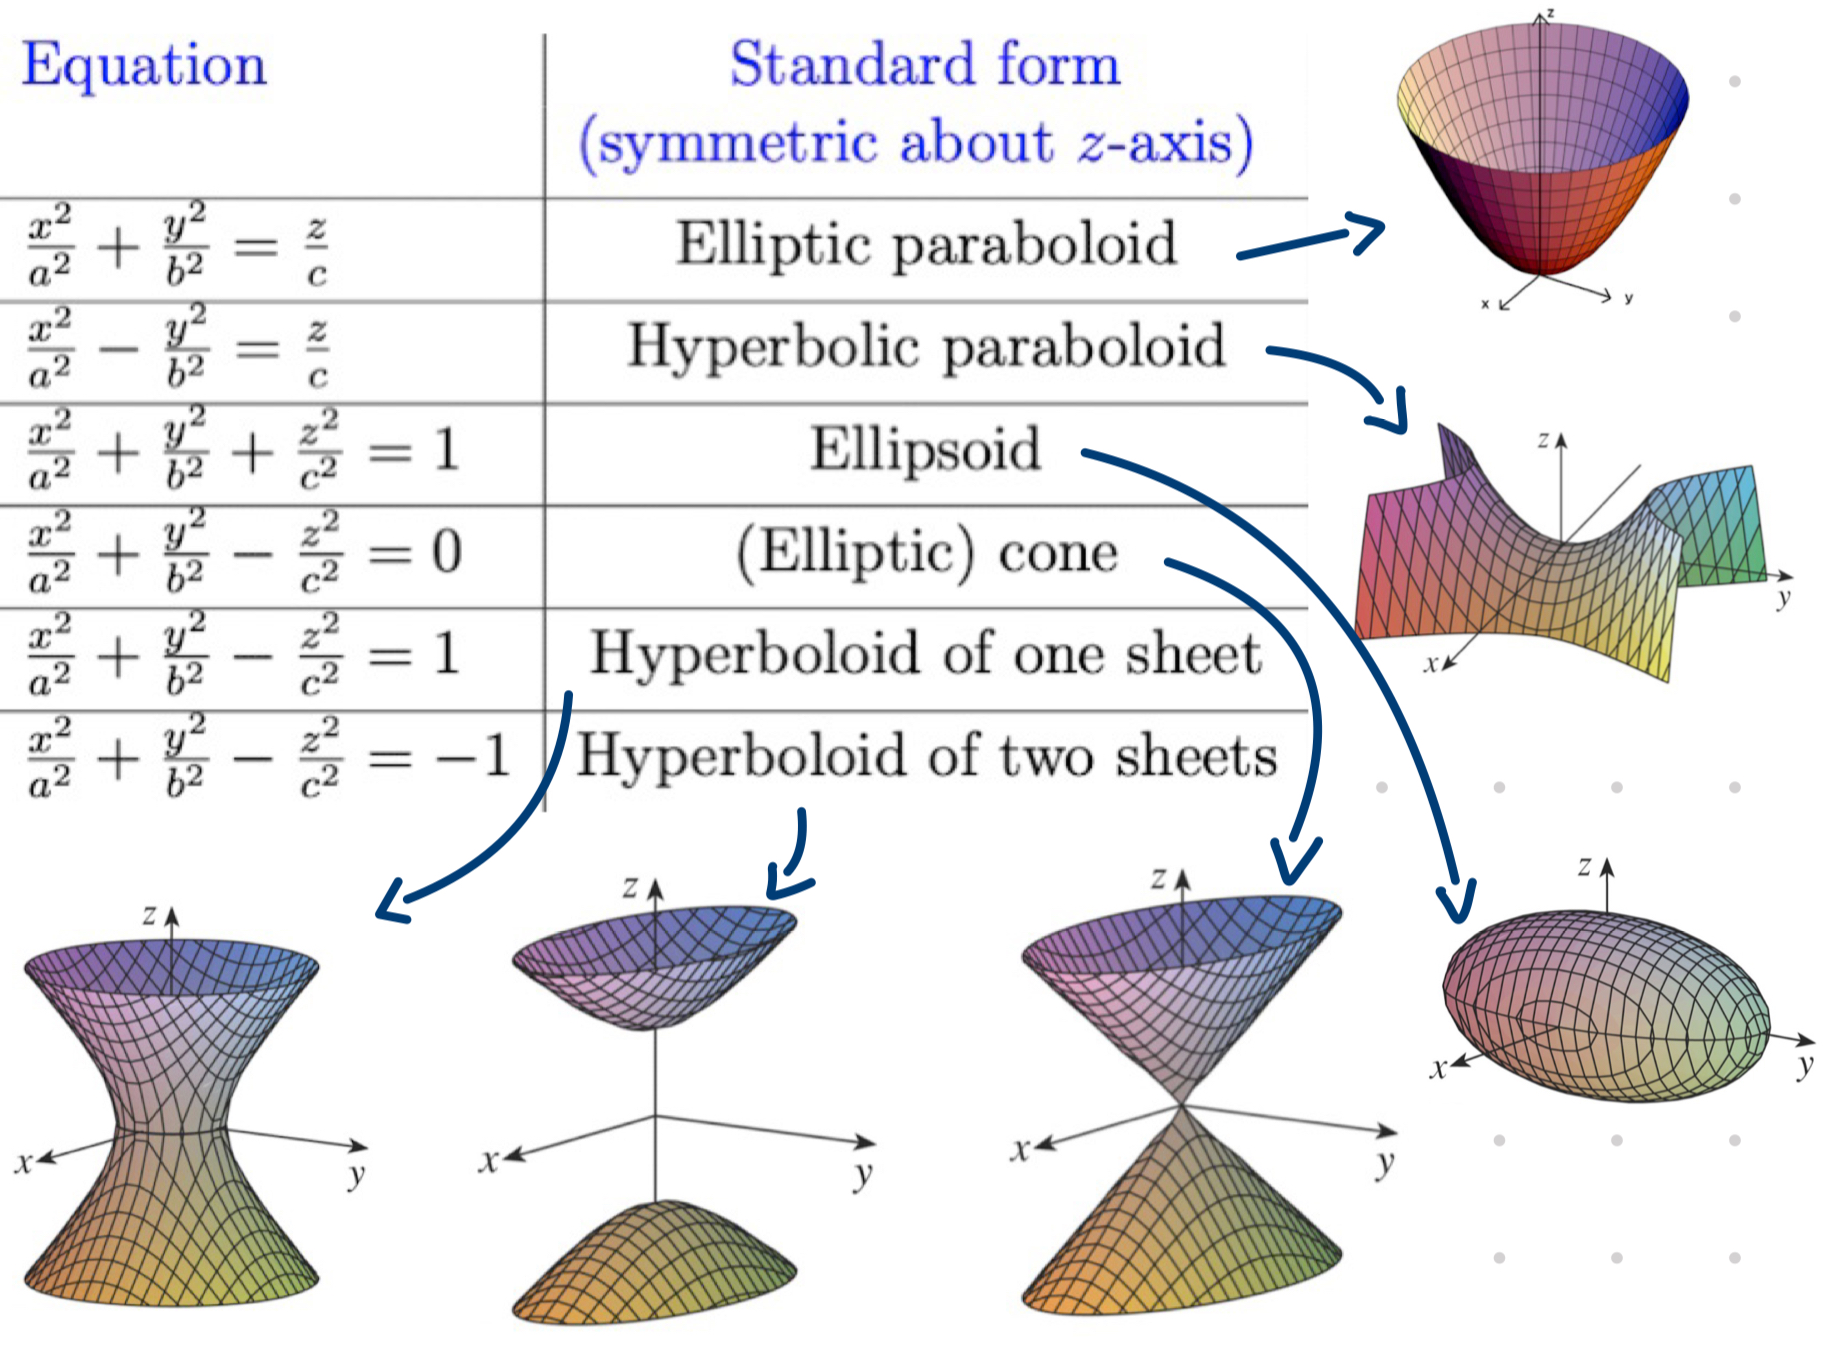 Equation Standard form
(symmetric about z-axis)
x²/a² + y²/b² = z/c Elliptic paraboloid
x²/a² − y²/b² = z/c Hyperbolic paraboloid
x²/a² + y²/b² + z²/c² = 1 Ellipsoid
x²/a² + y²/b² − z²/c² = 0 (Elliptic) cone
x²/a² + y²/b² − z²/c² = 1 Hyperboloid of one sheet
x²/a² + y²/b² − z²/c² = −1 Hyperboloid of two sheets
z
x y
z
y
x
z
x y
z
x y
z
x y
z
x y